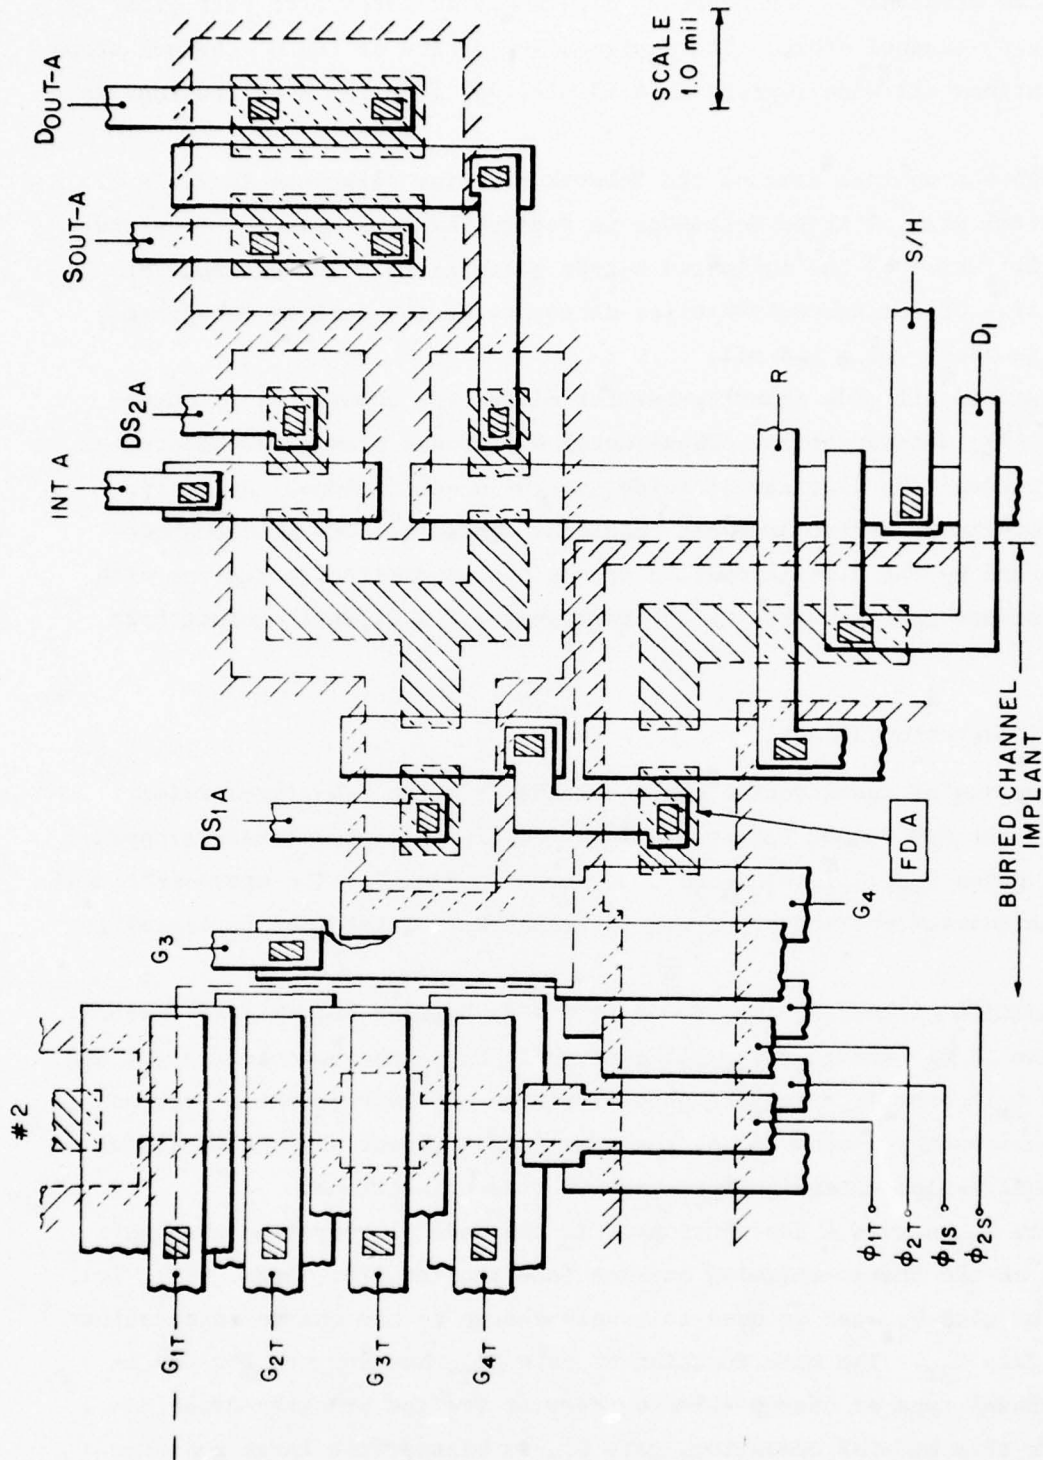 #2
G1T
G2T
G3T
G4T
G3
DS1A
INT A
DS2A
SOUT-A
DOUT-A
SCALE
1.0 mil
S/H
D1
R
FD A
G4
BURIED CHANNEL
IMPLANT
ϕ1T
ϕ2T
ϕ1S
ϕ2S